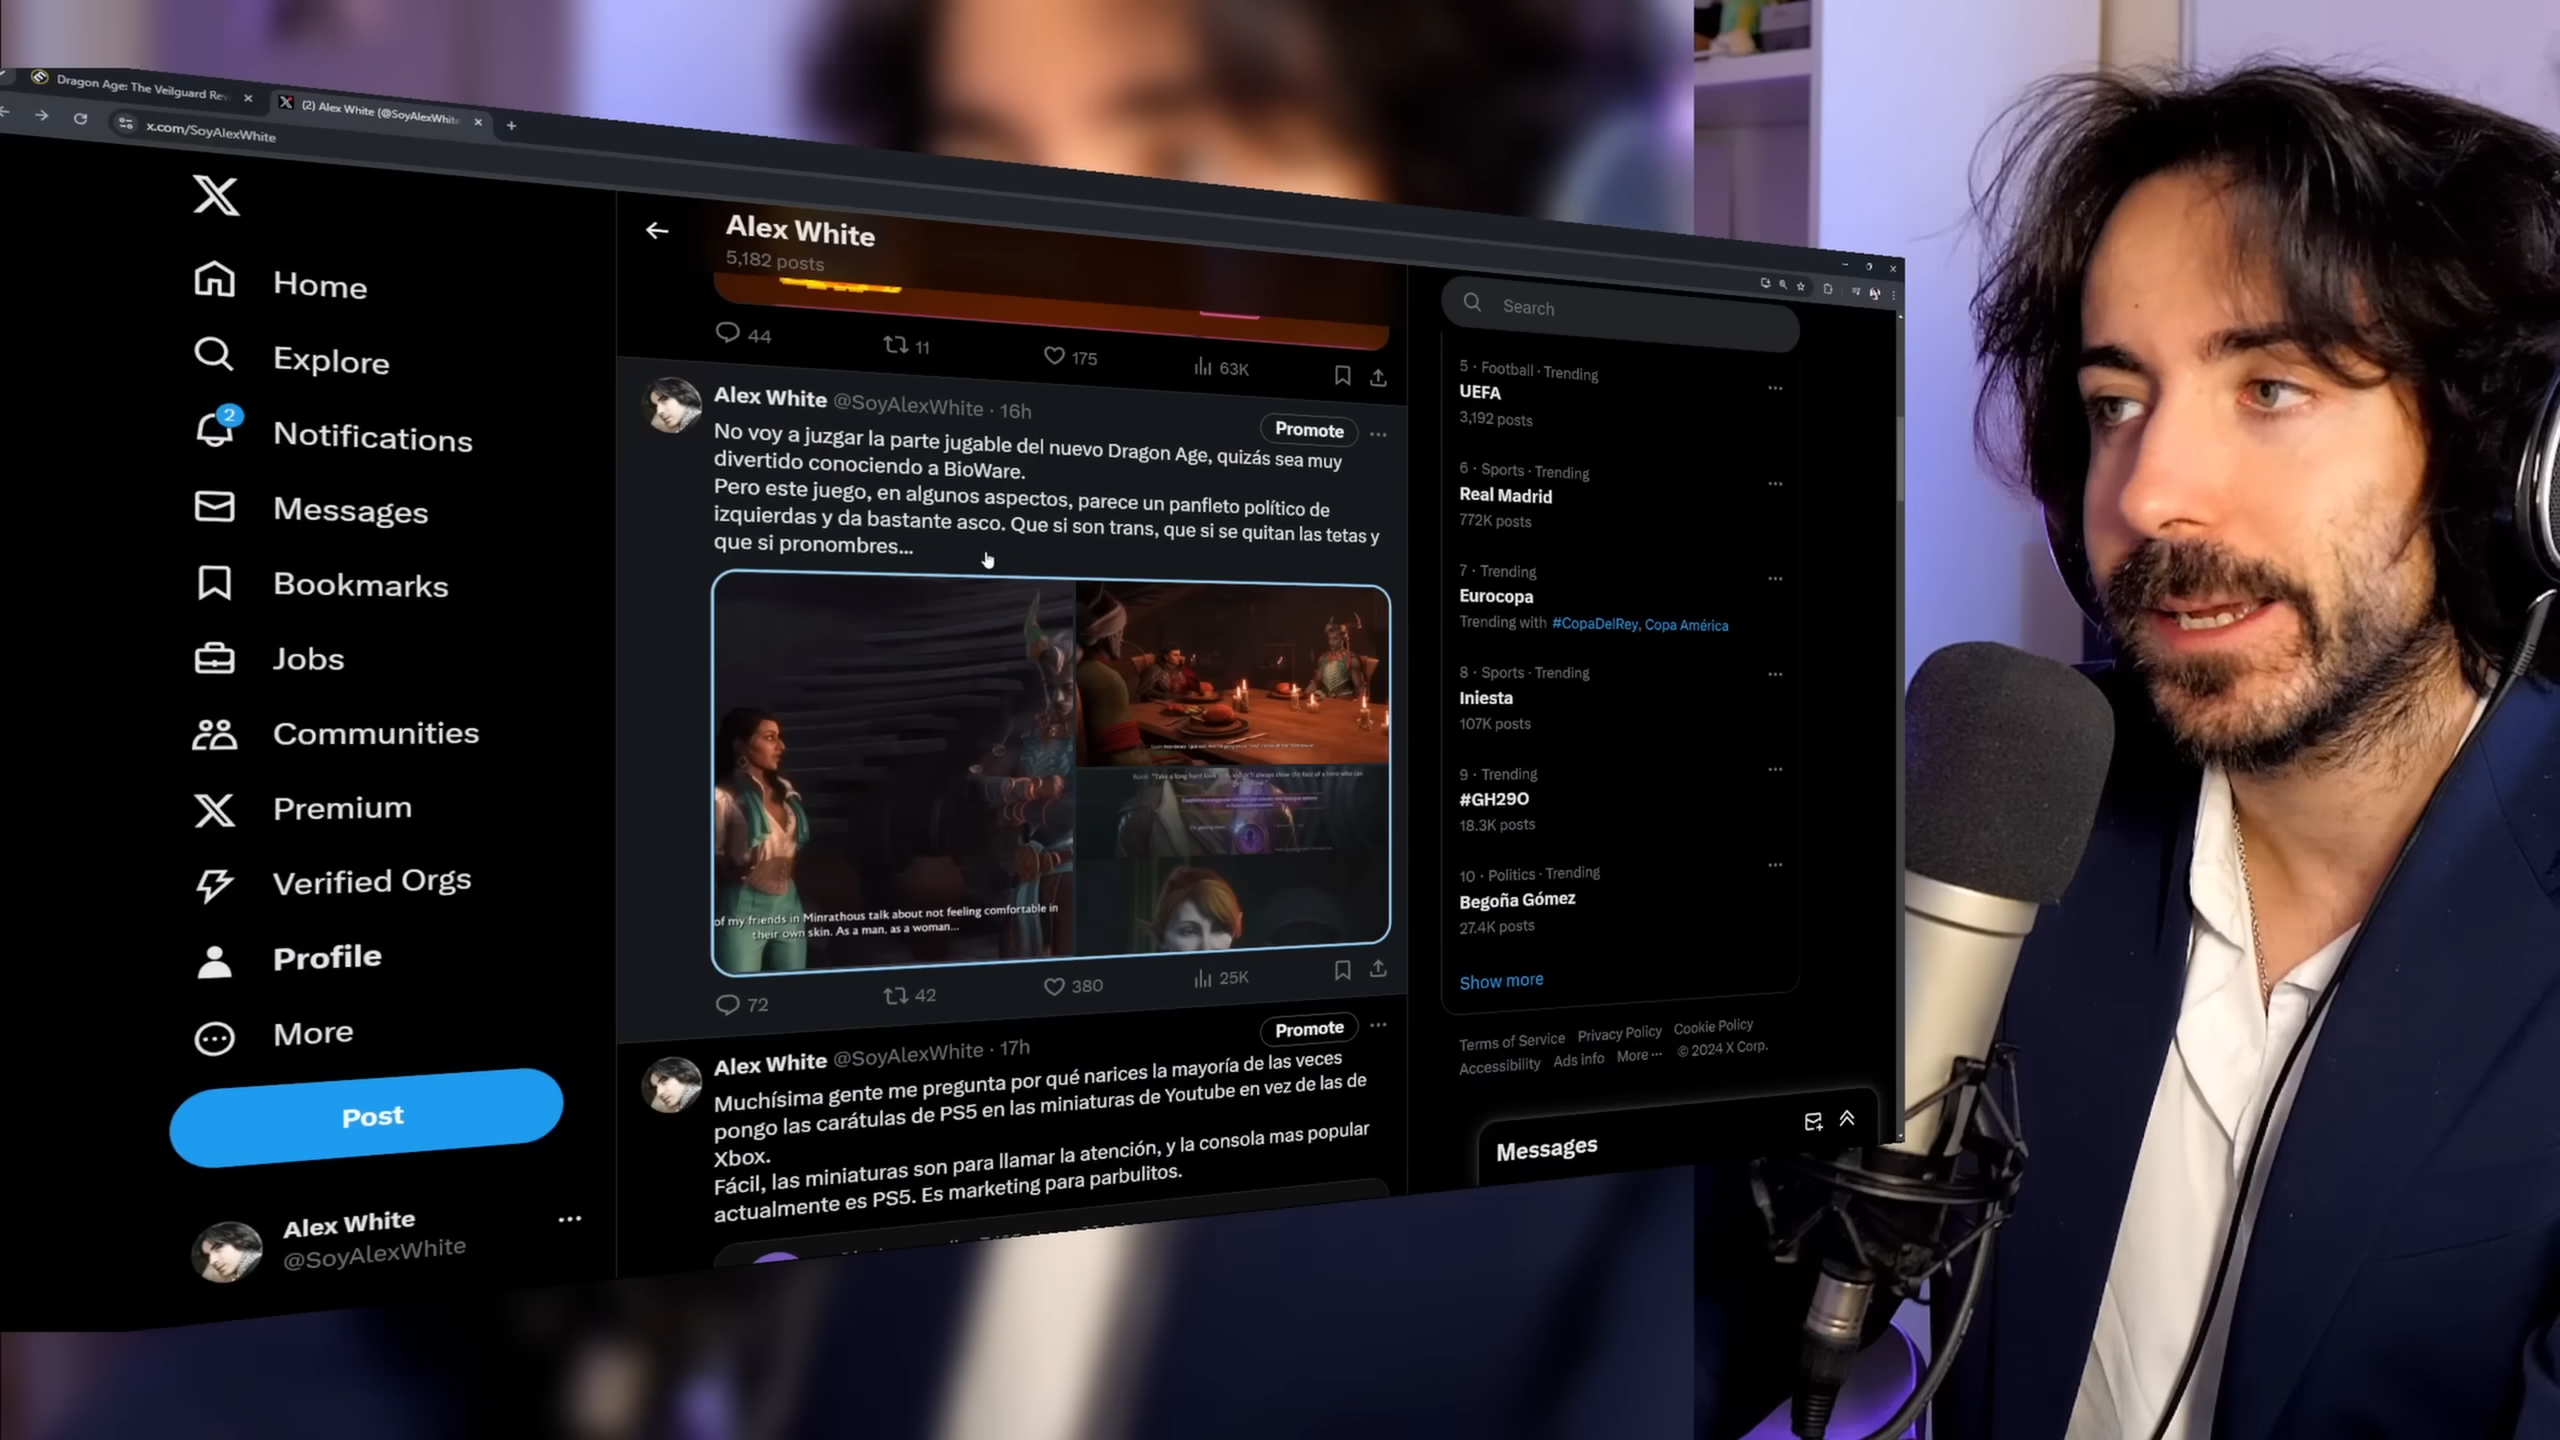 Dragon Age: The Veilguard Rev
(2) Alex White (@SoyAlexWhite
x.com/SoyAlexWhite
Home
Explore
2
Notifications
Messages
Bookmarks
Jobs
Communities
Premium
Verified Orgs
Profile
More
Post
Alex White
@SoyAlexWhite
Alex White
5,182 posts
44
11
175
63K
Alex White @SoyAlexWhite · 16h
Promote
No voy a juzgar la parte jugable del nuevo Dragon Age, quizás sea muy
divertido conociendo a BioWare.
Pero este juego, en algunos aspectos, parece un panfleto político de
izquierdas y da bastante asco. Que si son trans, que si se quitan las tetas y
que si pronombres...
of my friends in Minrathous talk about not feeling comfortable in
their own skin. As a man, as a woman...
72
42
380
25K
Alex White @SoyAlexWhite · 17h
Promote
Muchísima gente me pregunta por qué narices la mayoría de las veces
pongo las carátulas de PS5 en las miniaturas de Youtube en vez de las de
Xbox.
Fácil, las miniaturas son para llamar la atención, y la consola mas popular
actualmente es PS5. Es marketing para parbulitos.
Search
5 · Football · Trending
UEFA
3,192 posts
6 · Sports · Trending
Real Madrid
772K posts
7 · Trending
Eurocopa
Trending with #CopaDelRey, Copa América
8 · Sports · Trending
Iniesta
107K posts
9 · Trending
#GH29O
18.3K posts
10 · Politics · Trending
Begoña Gómez
27.4K posts
Show more
Terms of Service Privacy Policy Cookie Policy
Accessibility Ads info More ··· © 2024 X Corp.
Messages